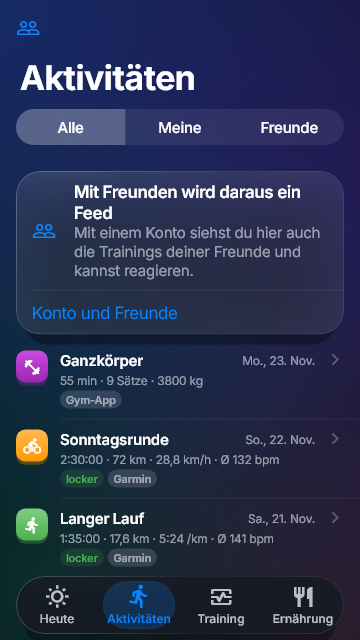 Aktivitäten
Alle
Meine
Freunde
Mit Freunden wird daraus ein
Feed
Mit einem Konto siehst du hier auch
die Trainings deiner Freunde und
kannst reagieren.
Konto und Freunde
Ganzkörper
Mo., 23. Nov.
55 min · 9 Sätze · 3800 kg
Gym-App
Sonntagsrunde
So., 22. Nov.
2:30:00 · 72 km · 28,8 km/h · Ø 132 bpm
locker
Garmin
Langer Lauf
Sa., 21. Nov.
1:35:00 · 17,6 km · 5:24 /km · Ø 141 bpm
locker
Garmin
Heute
Aktivitäten
Training
Ernährung